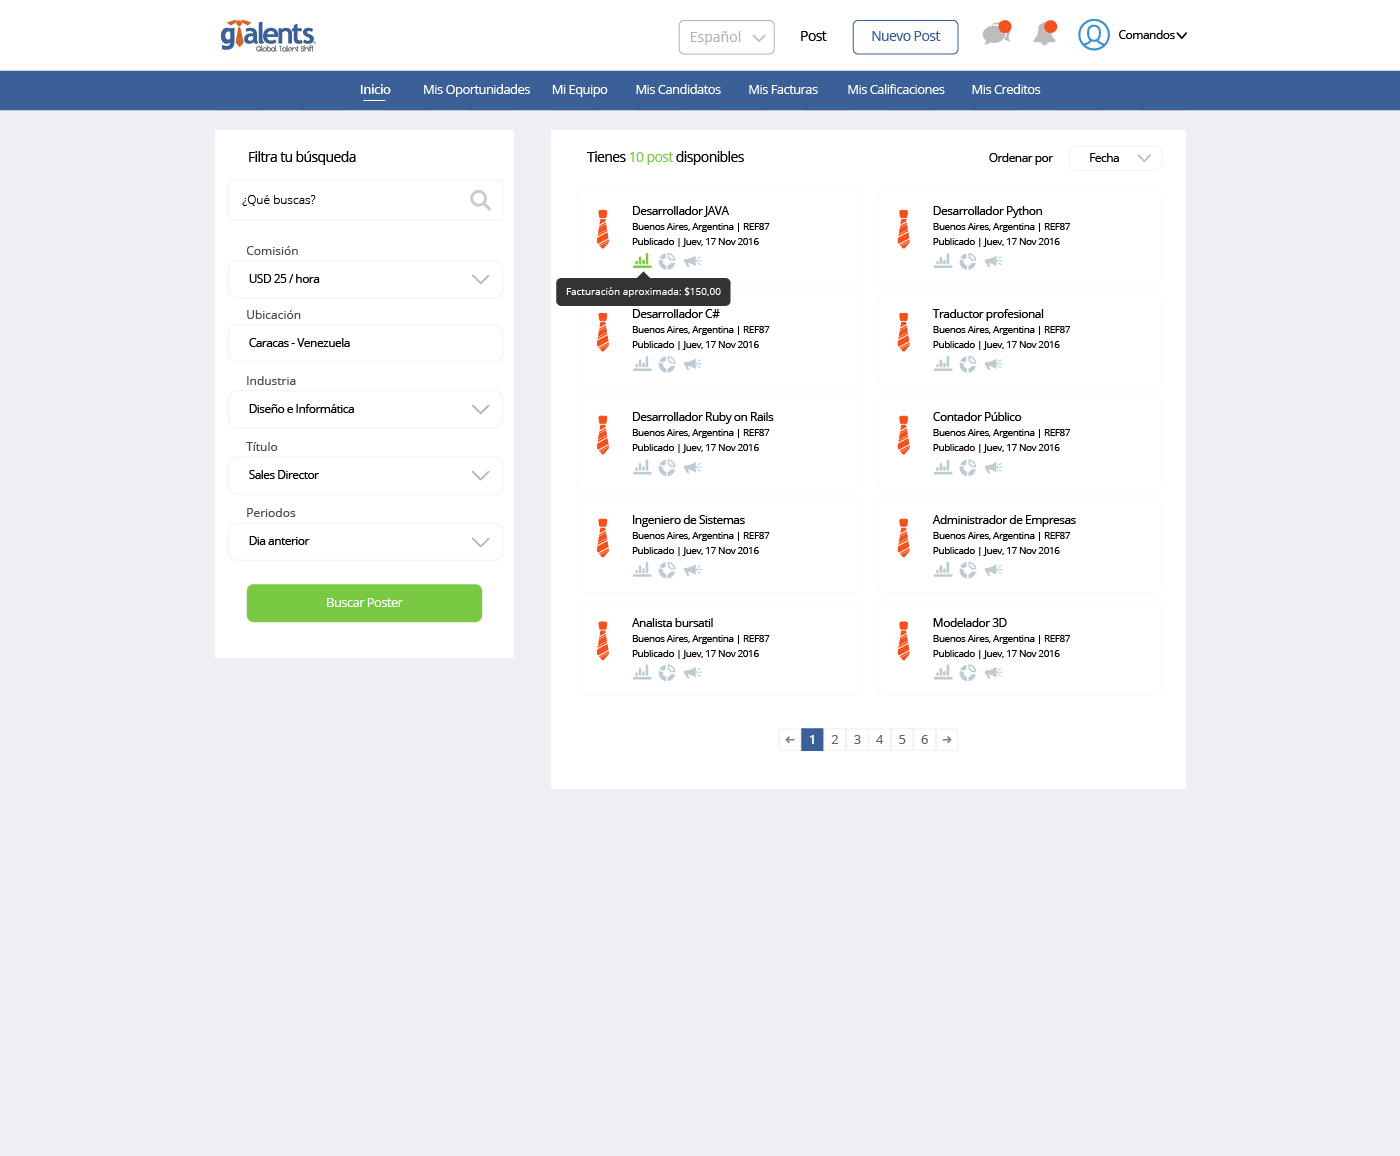 gtalents.
Global Talent Shift
Español
Post
Nuevo Post
Comandos
Inicio
Mis Oportunidades
Mi Equipo
Mis Candidatos
Mis Facturas
Mis Calificaciones
Mis Creditos
Filtra tu búsqueda
¿Qué buscas?
Comisión
USD 25 / hora
Ubicación
Caracas - Venezuela
Industria
Diseño e Informática
Título
Sales Director
Periodos
Dia anterior
Buscar Poster
Tienes 10 post disponibles
Ordenar por
Fecha
Desarrollador JAVA
Buenos Aires, Argentina | REF87
Publicado | Juev, 17 Nov 2016
Facturación aproximada: $150,00
Desarrollador Python
Buenos Aires, Argentina | REF87
Publicado | Juev, 17 Nov 2016
Desarrollador C#
Buenos Aires, Argentina | REF87
Publicado | Juev, 17 Nov 2016
Traductor profesional
Buenos Aires, Argentina | REF87
Publicado | Juev, 17 Nov 2016
Desarrollador Ruby on Rails
Buenos Aires, Argentina | REF87
Publicado | Juev, 17 Nov 2016
Contador Público
Buenos Aires, Argentina | REF87
Publicado | Juev, 17 Nov 2016
Ingeniero de Sistemas
Buenos Aires, Argentina | REF87
Publicado | Juev, 17 Nov 2016
Administrador de Empresas
Buenos Aires, Argentina | REF87
Publicado | Juev, 17 Nov 2016
Analista bursatil
Buenos Aires, Argentina | REF87
Publicado | Juev, 17 Nov 2016
Modelador 3D
Buenos Aires, Argentina | REF87
Publicado | Juev, 17 Nov 2016
← 1 2 3 4 5 6 →